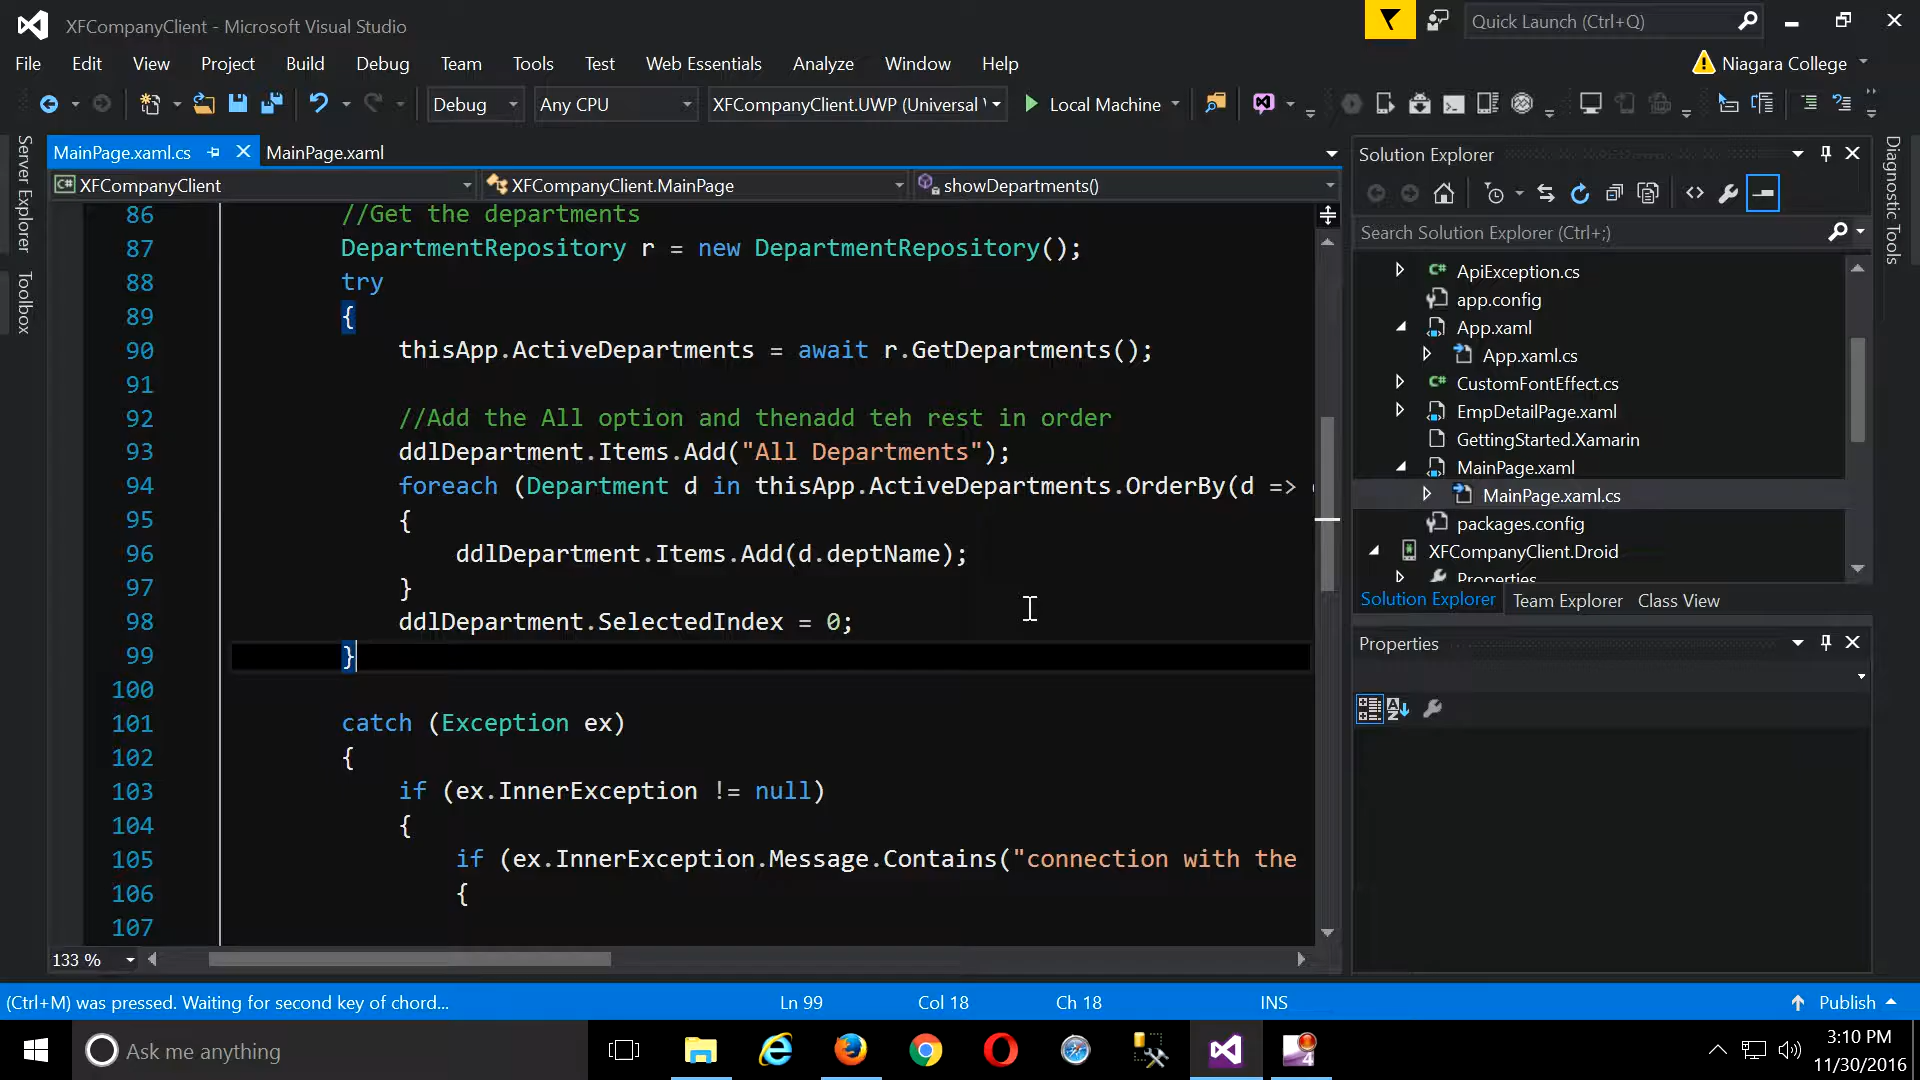 XFCompanyClient - Microsoft Visual Studio
Quick Launch (Ctrl+Q)
File Edit View Project Build Debug Team Tools Test Web Essentials Analyze Window Help
Niagara College
Debug Any CPU XFCompanyClient.UWP (Universal Local Machine
MainPage.xaml.cs MainPage.xaml
XFCompanyClient XFCompanyClient.MainPage showDepartments()
Server Explorer
Toolbox
86 //Get the departments
87 DepartmentRepository r = new DepartmentRepository();
88 try
89 {
90 thisApp.ActiveDepartments = await r.GetDepartments();
91
92 //Add the All option and thenadd teh rest in order
93 ddlDepartment.Items.Add("All Departments");
94 foreach (Department d in thisApp.ActiveDepartments.OrderBy(d =>
95 {
96 ddlDepartment.Items.Add(d.deptName);
97 }
98 ddlDepartment.SelectedIndex = 0;
99 }
100
101 catch (Exception ex)
102 {
103 if (ex.InnerException != null)
104 {
105 if (ex.InnerException.Message.Contains("connection with the
106 {
107
133 %
Solution Explorer
Search Solution Explorer (Ctrl+;)
ApiException.cs
app.config
App.xaml
App.xaml.cs
CustomFontEffect.cs
EmpDetailPage.xaml
GettingStarted.Xamarin
MainPage.xaml
MainPage.xaml.cs
packages.config
XFCompanyClient.Droid
Properties
Solution Explorer Team Explorer Class View
Properties
Diagnostic Tools
(Ctrl+M) was pressed. Waiting for second key of chord... Ln 99 Col 18 Ch 18 INS Publish
Ask me anything
4
3:10 PM
11/30/2016